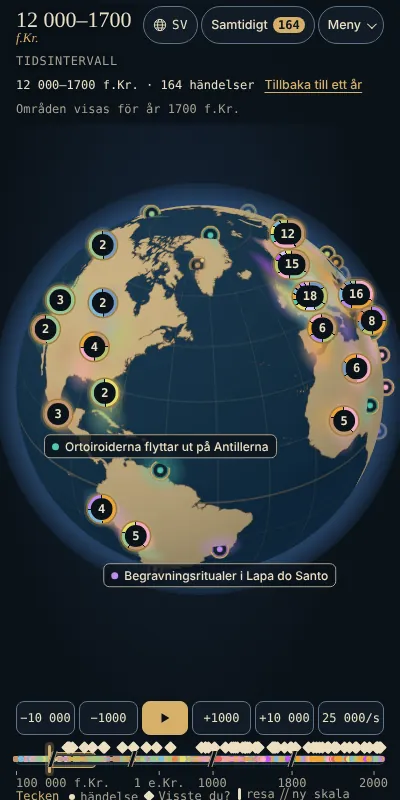 12 000–1700
f.Kr.
SV
Samtidigt 164
Meny
TIDSINTERVALL
12 000–1700 f.Kr. · 164 händelser Tillbaka till ett år
Områden visas för år 1700 f.Kr.
12
2
15
3
2
18
16
2
6
8
4
6
2
3
5
Ortoiroiderna flyttar ut på Antillerna
4
5
Begravningsritualer i Lapa do Santo
−10 000
−1000
+1000
+10 000
25 000/s
100 000 f.Kr. 1 e.Kr. 1000 1800 2000
Tecken händelse Visste du? resa // ny skala